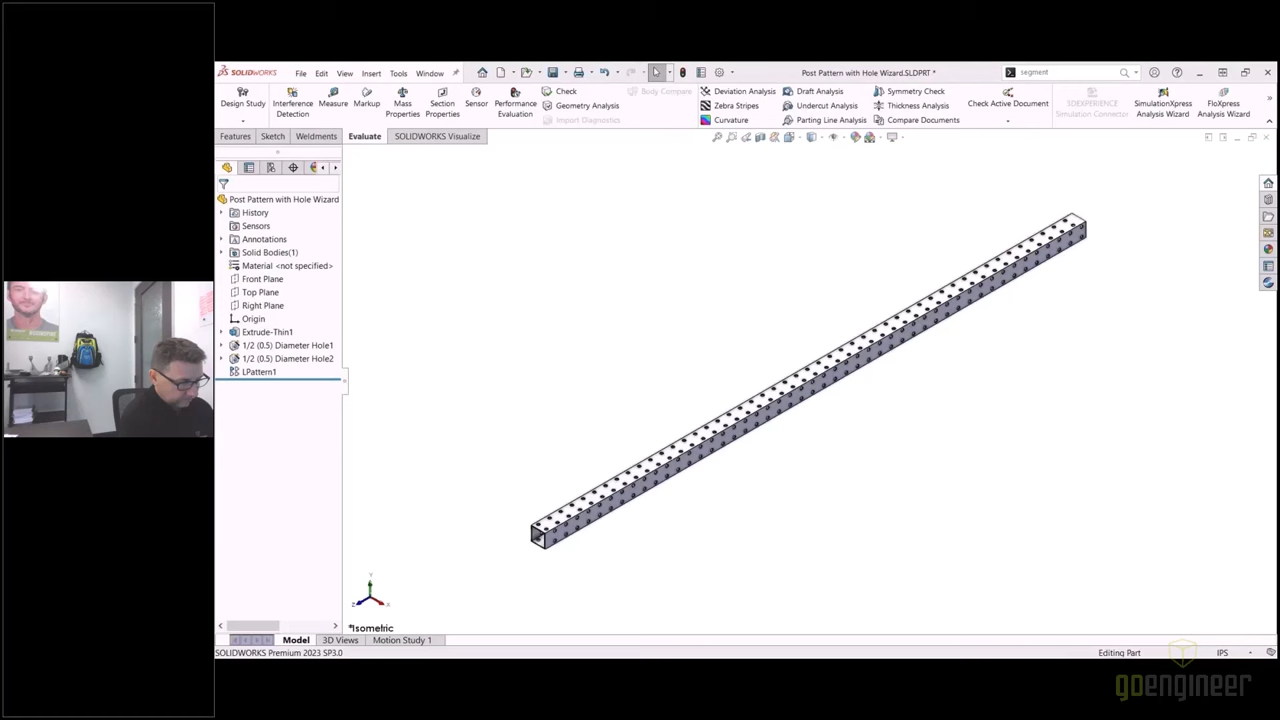 SOLIDWORKS
File
Edit
View
Insert
Tools
Window
Post Pattern with Hole Wizard.SLDPRT *
segment
Design Study
Interference Detection
Measure
Markup
Mass Properties
Section Properties
Sensor
Performance Evaluation
Check
Geometry Analysis
Import Diagnostics
Body Compare
Deviation Analysis
Zebra Stripes
Curvature
Draft Analysis
Undercut Analysis
Parting Line Analysis
Symmetry Check
Thickness Analysis
Compare Documents
Check Active Document
3DEXPERIENCE Simulation Connector
SimulationXpress Analysis Wizard
FloXpress Analysis Wizard
Features
Sketch
Weldments
Evaluate
SOLIDWORKS Visualize
Post Pattern with Hole Wizard
History
Sensors
Annotations
Solid Bodies(1)
Material <not specified>
Front Plane
Top Plane
Right Plane
Origin
Extrude-Thin1
1/2 (0.5) Diameter Hole1
1/2 (0.5) Diameter Hole2
LPattern1
Y
Z
X
*Isometric
Model
3D Views
Motion Study 1
SOLIDWORKS Premium 2023 SP3.0
Editing Part
IPS
goengineer